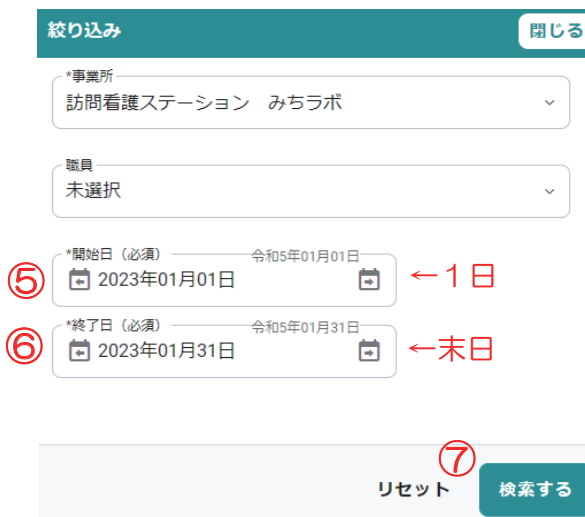 絞り込み 閉じる
*事業所
訪問看護ステーション　みちラボ
職員
未選択
*開始日（必須） 令和5年01月01日
⑤ 2023年01月01日 ←１日
*終了日（必須） 令和5年01月31日
⑥ 2023年01月31日 ←末日
⑦
リセット 検索する